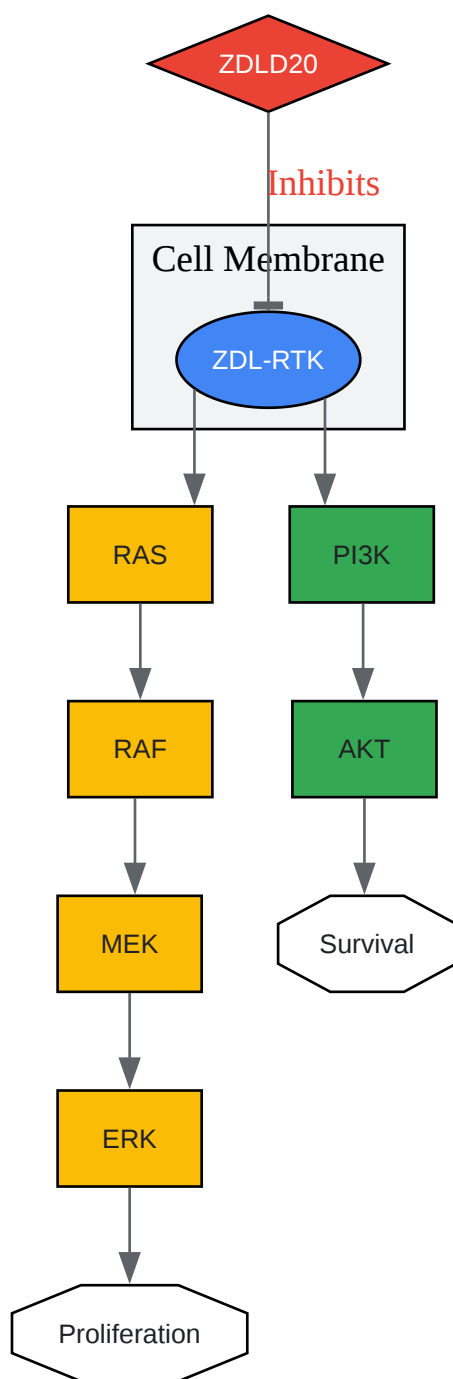 ZDLD20
Inhibits
Cell Membrane
ZDL-RTK
RAS
PI3K
RAF
AKT
MEK
Survival
ERK
Proliferation